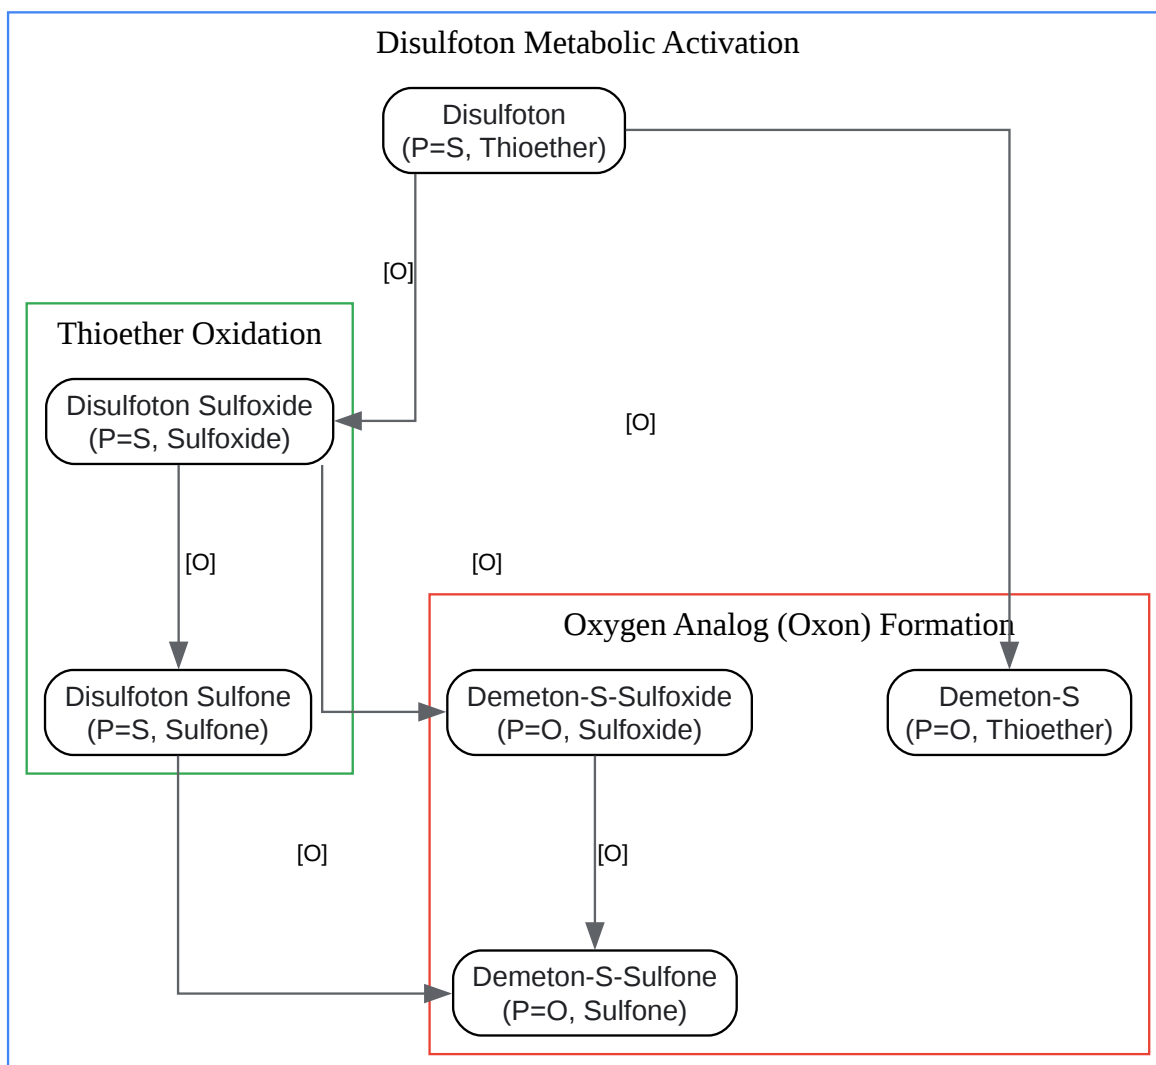 Disulfoton Metabolic Activation
Disulfoton
(P=S, Thioether)
[O]
Thioether Oxidation
Disulfoton Sulfoxide
(P=S, Sulfoxide)
[O]
[O]
[O]
Oxygen Analog (Oxon) Formation
Disulfoton Sulfone
(P=S, Sulfone)
Demeton-S-Sulfoxide
(P=O, Sulfoxide)
Demeton-S
(P=O, Thioether)
[O]
[O]
Demeton-S-Sulfone
(P=O, Sulfone)